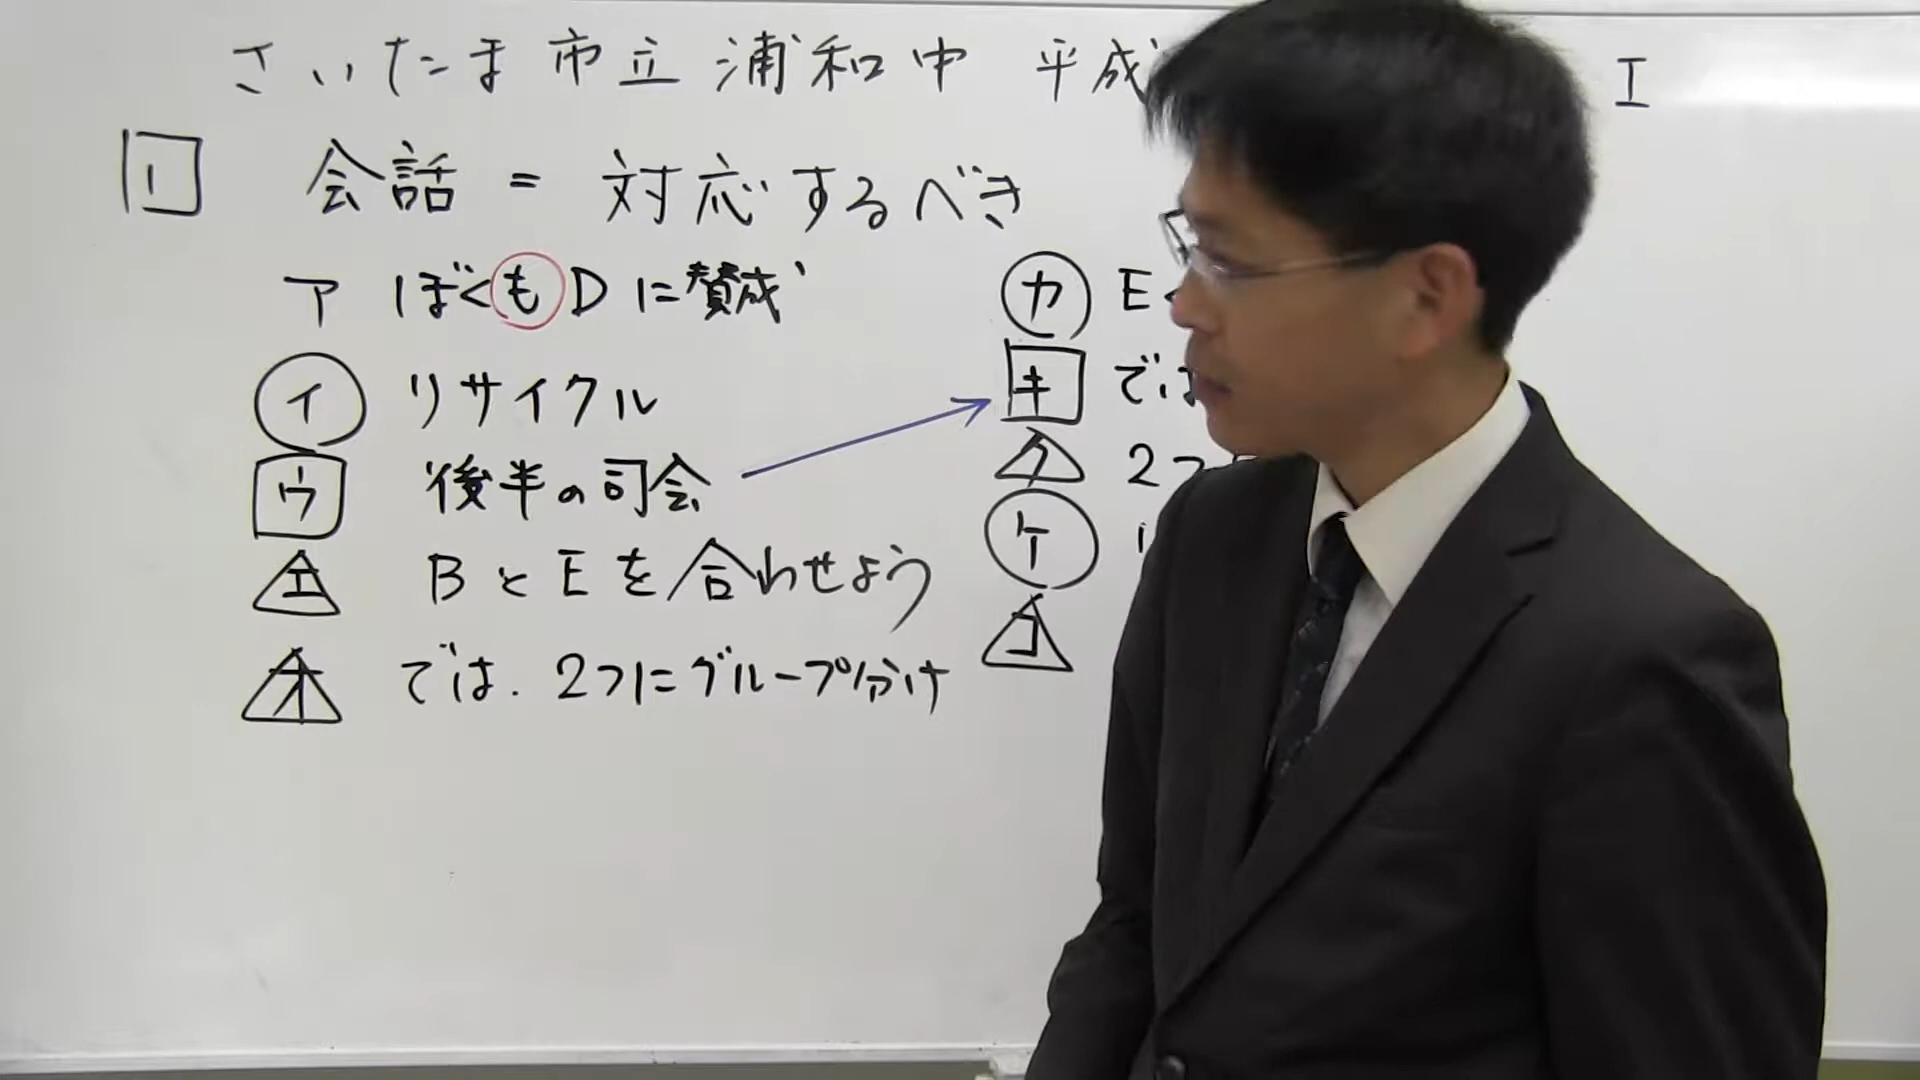 さいたま市立浦和中 平成 I
1 会話 = 対応するべき
ア ぼくもDに賛成
イ リサイクル
ウ 後半の司会
エ BとEを合わせよう
オ では.2つにグループ分け
カ E
キ では
ク 2つ
ケ
コ